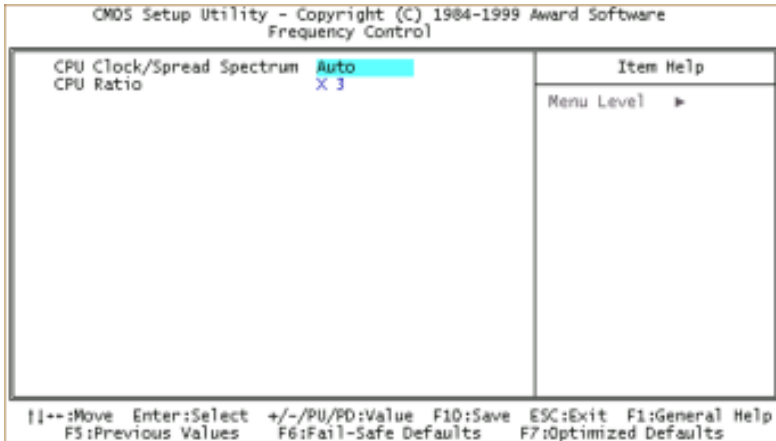 CMOS Setup Utility - Copyright (C) 1984-1999 Award Software
Frequency Control
CPU Clock/Spread Spectrum Auto
CPU Ratio X 3
Item Help
Menu Level ►
↑↓←→:Move Enter:Select +/-/PU/PD:Value F10:Save ESC:Exit F1:General Help
F5:Previous Values F6:Fail-Safe Defaults F7:Optimized Defaults